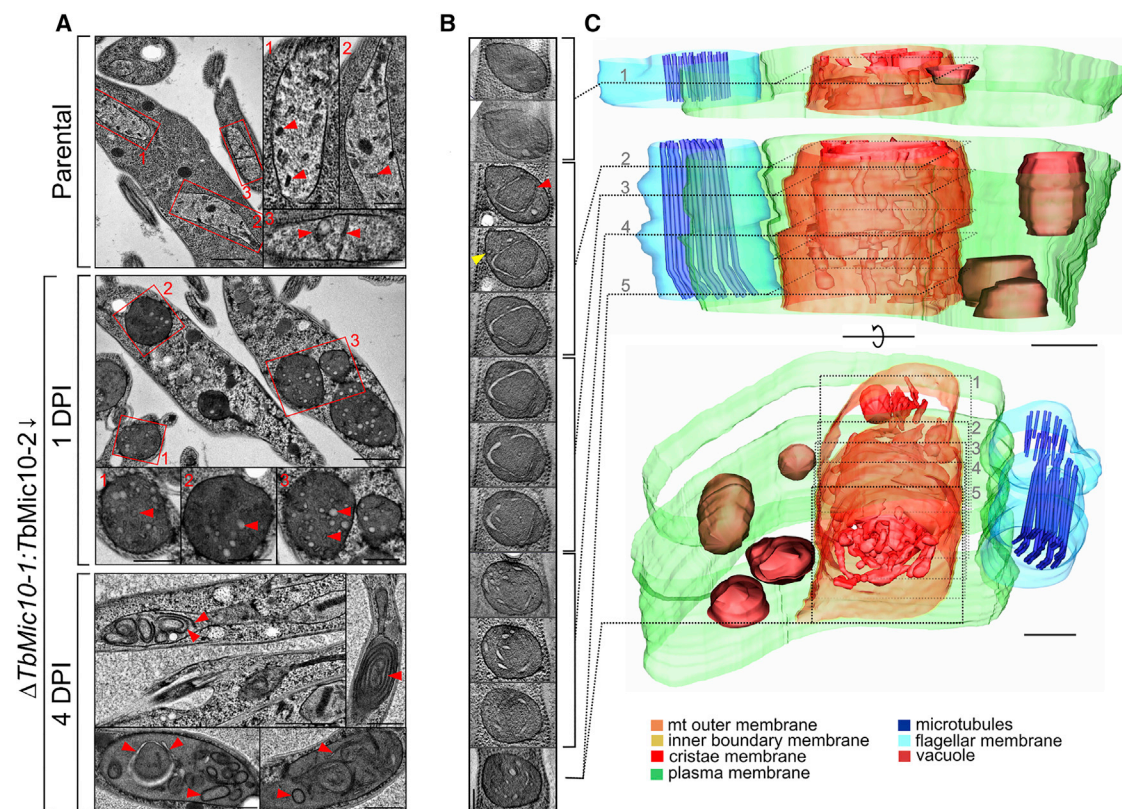 A
B
C
Parental
1
2
3
1
2
3
2
3
1
1 DPI
1
2
3
ΔTbMic10-1:TbMic10-2↓
4 DPI
1
2
3
4
5
1
2
3
4
5
mt outer membrane
inner boundary membrane
cristae membrane
plasma membrane
microtubules
flagellar membrane
vacuole